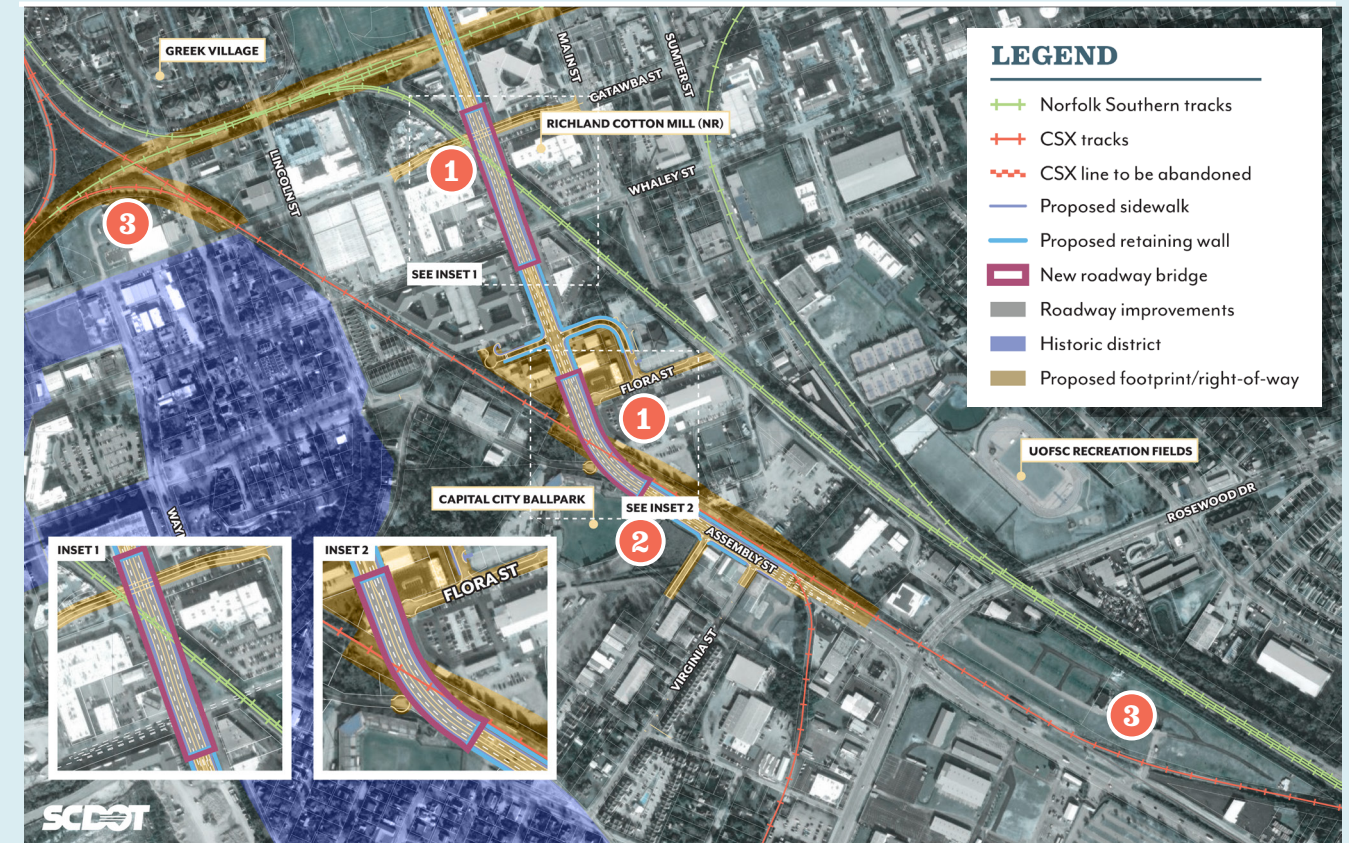 GREEK VILLAGE
MAIN ST
SUMTER ST
CATAWBA ST
RICHLAND COTTON MILL (NR)
1
LINCOLN ST
WHALEY ST
3
SEE INSET 1
LEGEND
Norfolk Southern tracks
CSX tracks
CSX line to be abandoned
Proposed sidewalk
Proposed retaining wall
New roadway bridge
Roadway improvements
Historic district
Proposed footprint/right-of-way
FLORA ST
1
UOFSC RECREATION FIELDS
CAPITAL CITY BALLPARK
SEE INSET 2
ROSEWOOD DR
2
ASSEMBLY ST
INSET 1
INSET 2
FLORA ST
VIRGINIA ST
3
SCDOT